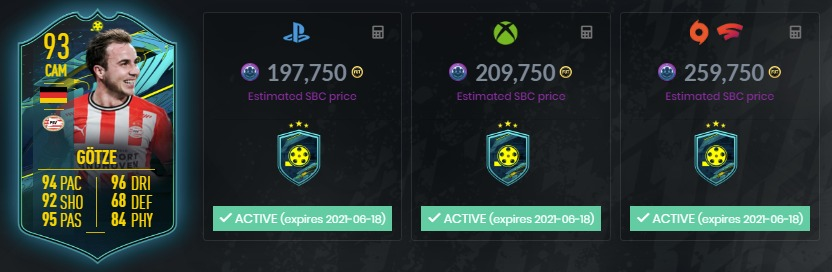 93
CAM
PSV
GÖTZE
94 PAC
96 DRI
92 SHO
68 DEF
95 PAS
84 PHY
197,750
Estimated SBC price
ACTIVE (expires 2021-06-18)
209,750
Estimated SBC price
ACTIVE (expires 2021-06-18)
259,750
Estimated SBC price
ACTIVE (expires 2021-06-18)